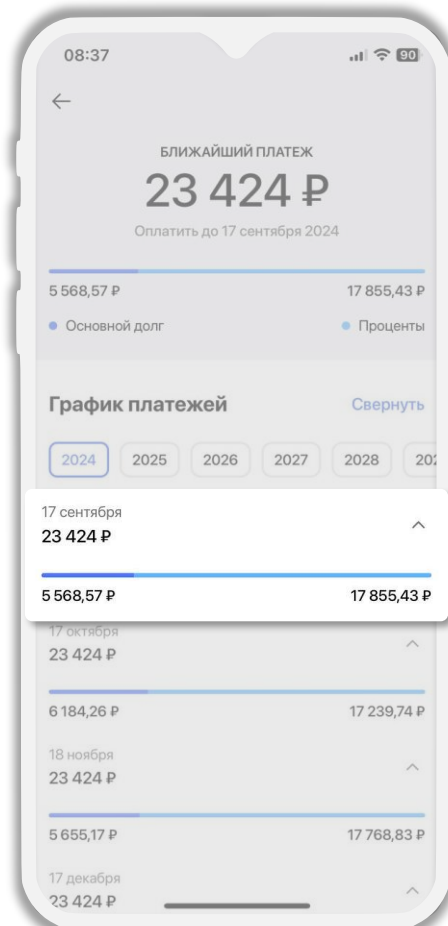 08:37
90
БЛИЖАЙШИЙ ПЛАТЕЖ
23 424 ₽
Оплатить до 17 сентября 2024
5 568,57 ₽ 17 855,43 ₽
Основной долг Проценты
График платежей Свернуть
2024 2025 2026 2027 2028 202
17 сентября
23 424 ₽
5 568,57 ₽ 17 855,43 ₽
17 октября
23 424 ₽
6 184,26 ₽ 17 239,74 ₽
18 ноября
23 424 ₽
5 655,17 ₽ 17 768,83 ₽
17 декабря
23 424 ₽